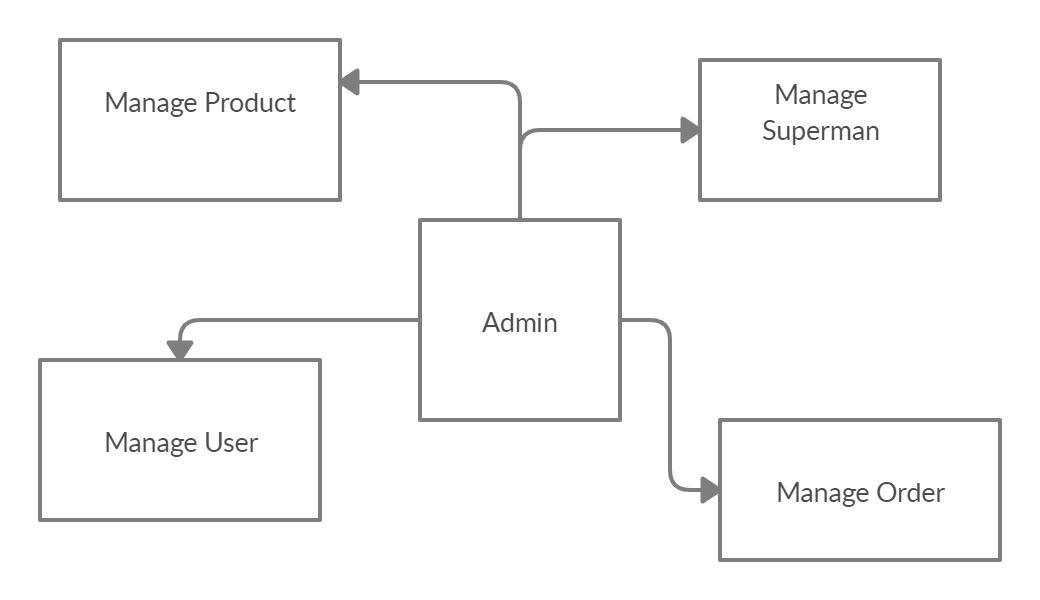 Manage Product
Manage
Superman
Admin
Manage User
Manage Order